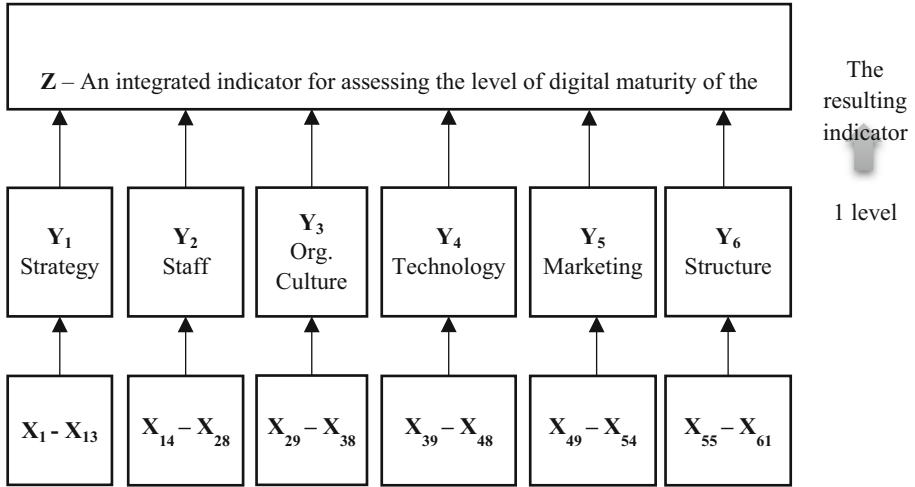 Z – An integrated indicator for assessing the level of digital maturity of the
The
resulting
indicator
1 level
Y₁
Strategy
Y₂
Staff
Y₃
Org.
Culture
Y₄
Technology
Y₅
Marketing
Y₆
Structure
X₁ - X₁₃
X₁₄ – X₂₈
X₂₉ – X₃₈
X₃₉ – X₄₈
X₄₉ – X₅₄
X₅₅ – X₆₁